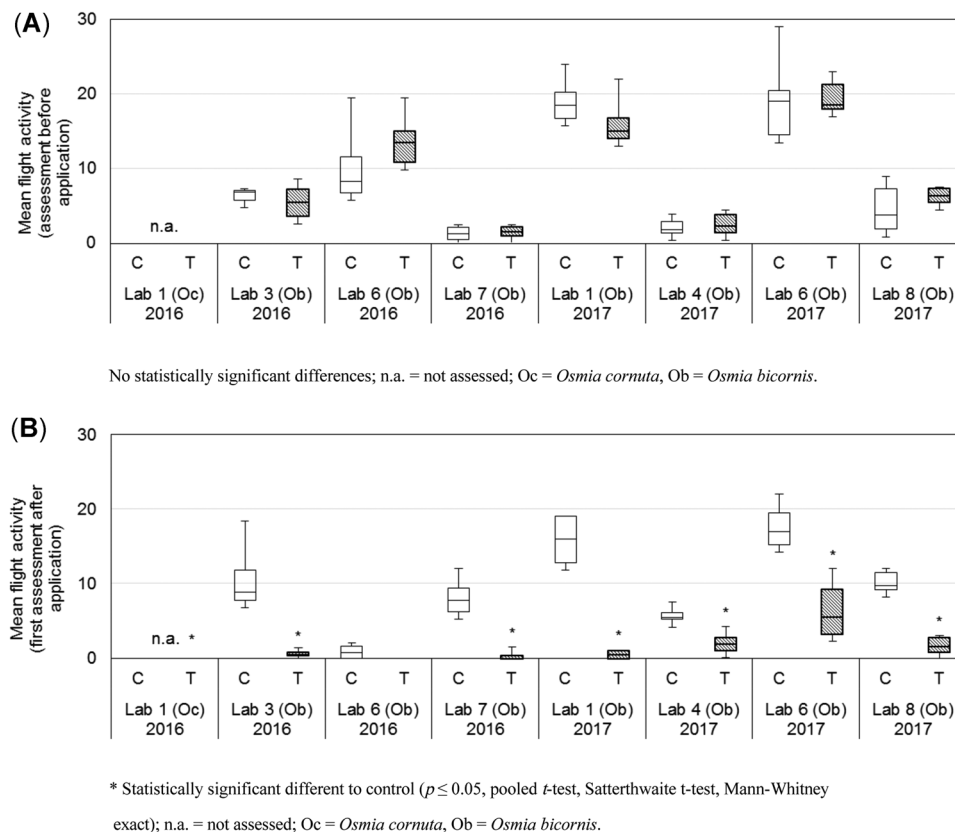 (A)
30
20
10
0
Mean flight activity
(assessment before
application)
n.a.
C T C T C T C T C T C T C T C T
Lab 1 (Oc) Lab 3 (Ob) Lab 6 (Ob) Lab 7 (Ob) Lab 1 (Ob) Lab 4 (Ob) Lab 6 (Ob) Lab 8 (Ob)
2016 2016 2016 2016 2017 2017 2017 2017
No statistically significant differences; n.a. = not assessed; Oc = Osmia cornuta, Ob = Osmia bicornis.
(B)
30
20
10
0
Mean flight activity
(first assessment after
application)
n.a. * * * * * * *
C T C T C T C T C T C T C T C T
Lab 1 (Oc) Lab 3 (Ob) Lab 6 (Ob) Lab 7 (Ob) Lab 1 (Ob) Lab 4 (Ob) Lab 6 (Ob) Lab 8 (Ob)
2016 2016 2016 2016 2017 2017 2017 2017
* Statistically significant different to control (p ≤ 0.05, pooled t-test, Satterthwaite t-test, Mann-Whitney
exact); n.a. = not assessed; Oc = Osmia cornuta, Ob = Osmia bicornis.